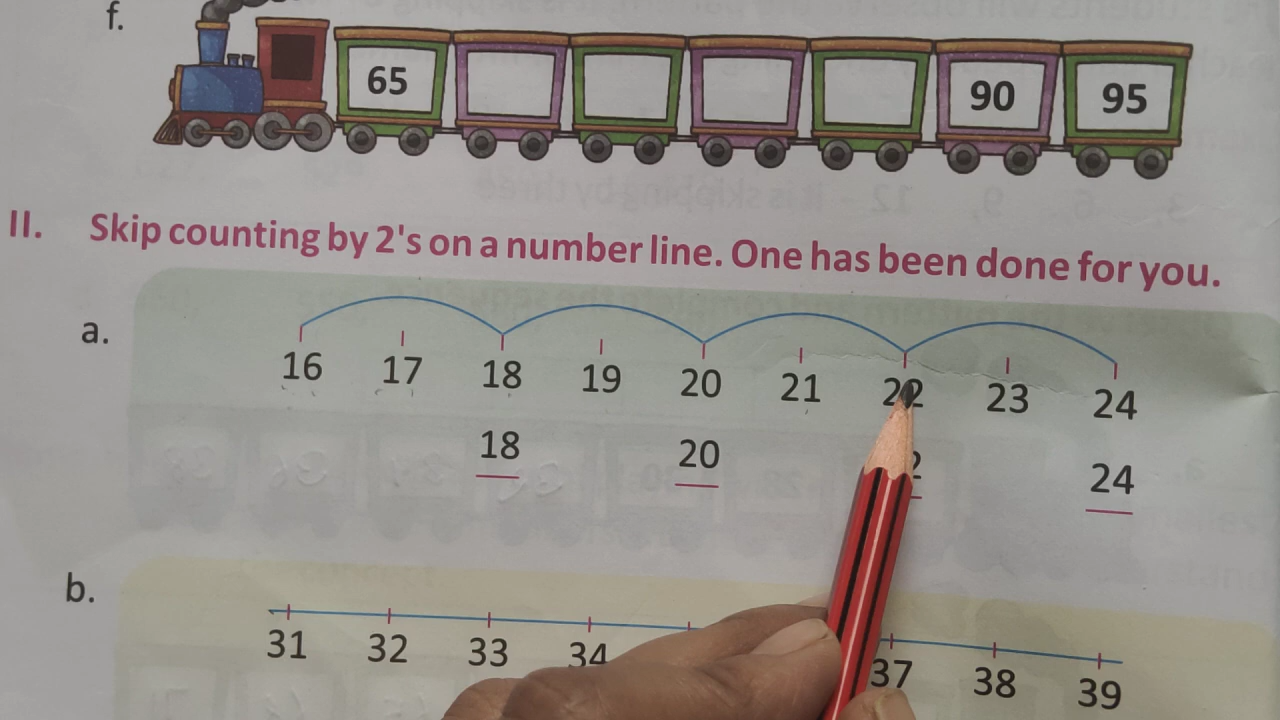 f.
65 90 95
II. Skip counting by 2's on a number line. One has been done for you.
a.
16 17 18 19 20 21 22 23 24
18 20 24
b.
31 32 33 34 37 38 39